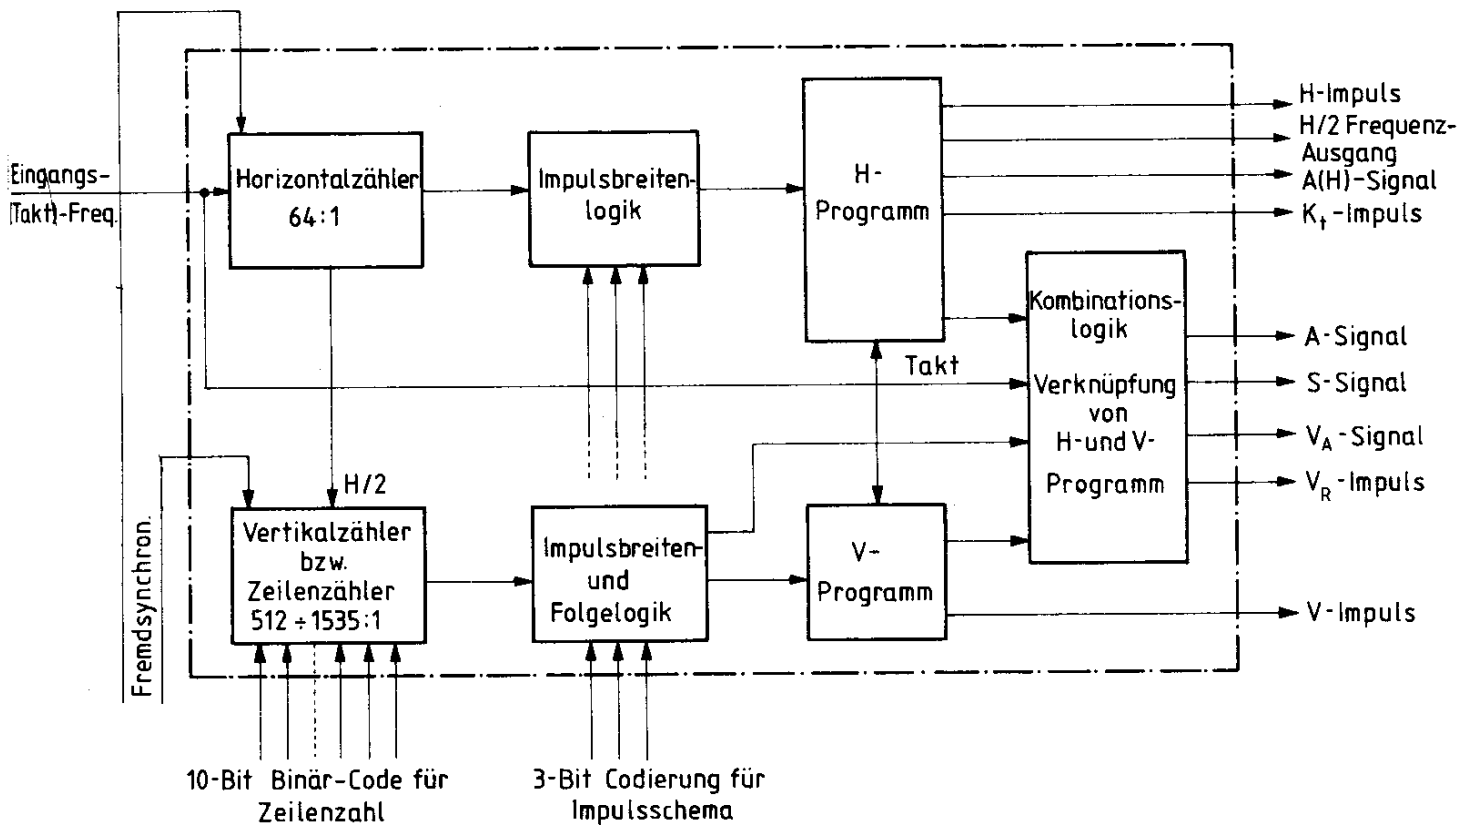 H-Impuls
H/2 Frequenz-
Ausgang
A(H)-Signal
K_t-Impuls
Eingangs-
(Takt)-Freq.
Horizontalzähler
64:1
Impulsbreiten-
logik
H-
Programm
Kombinations-
logik
Verknüpfung
von
H-und V-
Programm
A-Signal
S-Signal
V_A-Signal
V_R-Impuls
Takt
H/2
Fremdsynchron.
Vertikalzähler
bzw.
Zeilenzähler
512÷1535:1
Impulsbreiten-
und
Folgelogik
V-
Programm
V-Impuls
10-Bit Binär-Code für
Zeilenzahl
3-Bit Codierung für
Impulsschema